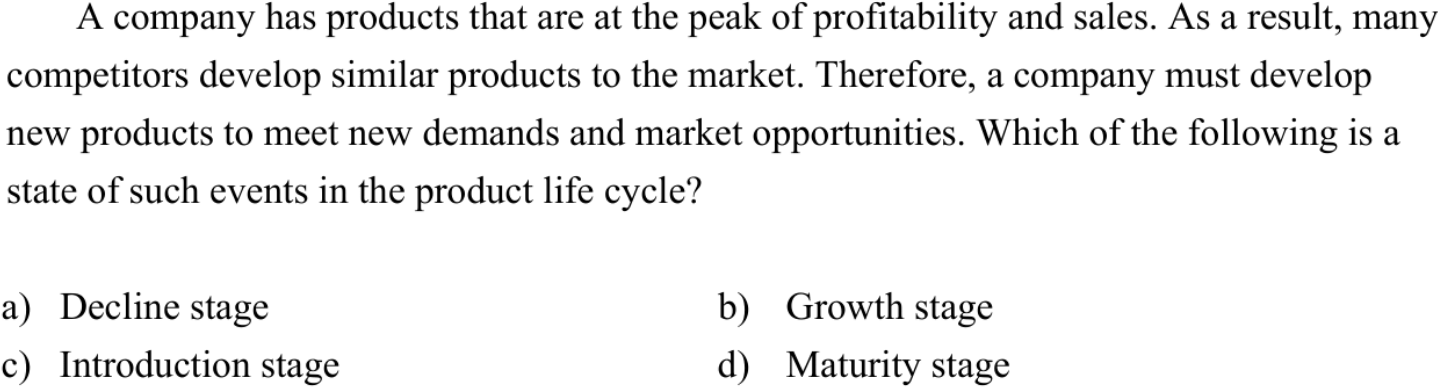 A company has products that are at the peak of profitability and sales. As a result, many
competitors develop similar products to the market. Therefore, a company must develop
new products to meet new demands and market opportunities. Which of the following is a
state of such events in the product life cycle?
a) Decline stage b) Growth stage
c) Introduction stage d) Maturity stage